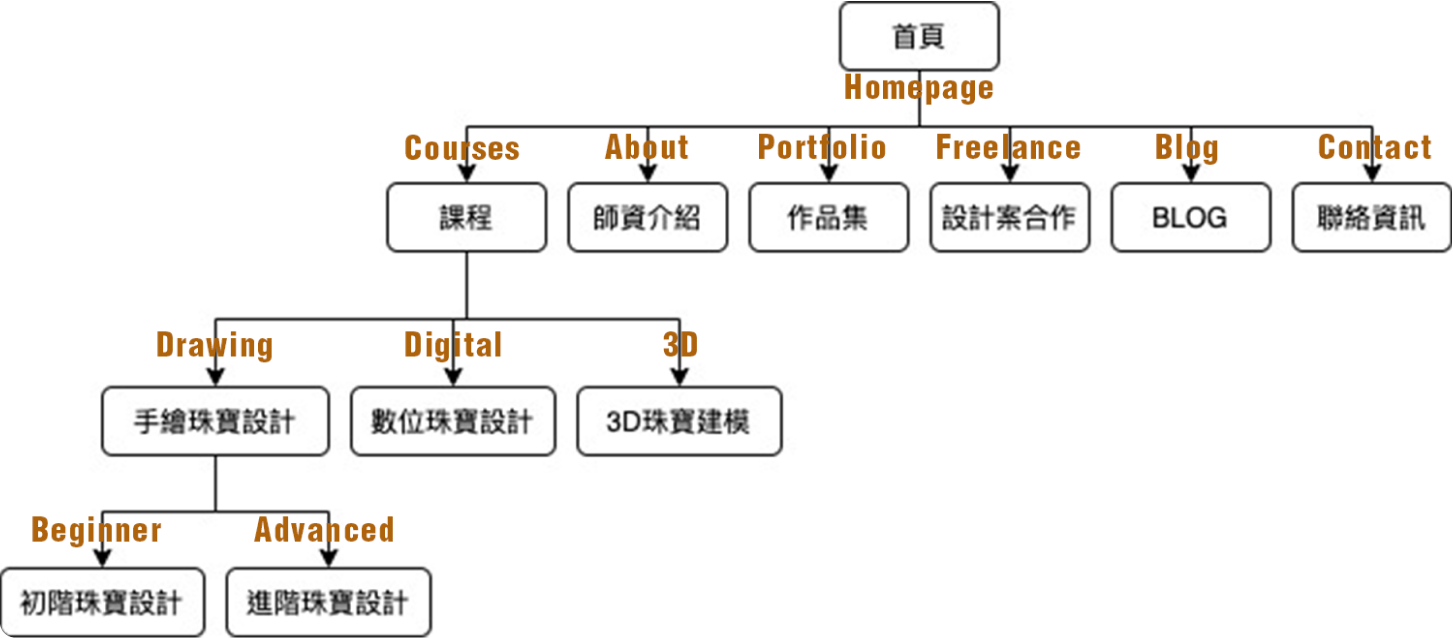 首頁
Homepage
Courses About Portfolio Freelance Blog Contact
課程 師資介紹 作品集 設計案合作 BLOG 聯絡資訊
Drawing Digital 3D
手繪珠寶設計 數位珠寶設計 3D珠寶建模
Beginner Advanced
初階珠寶設計 進階珠寶設計